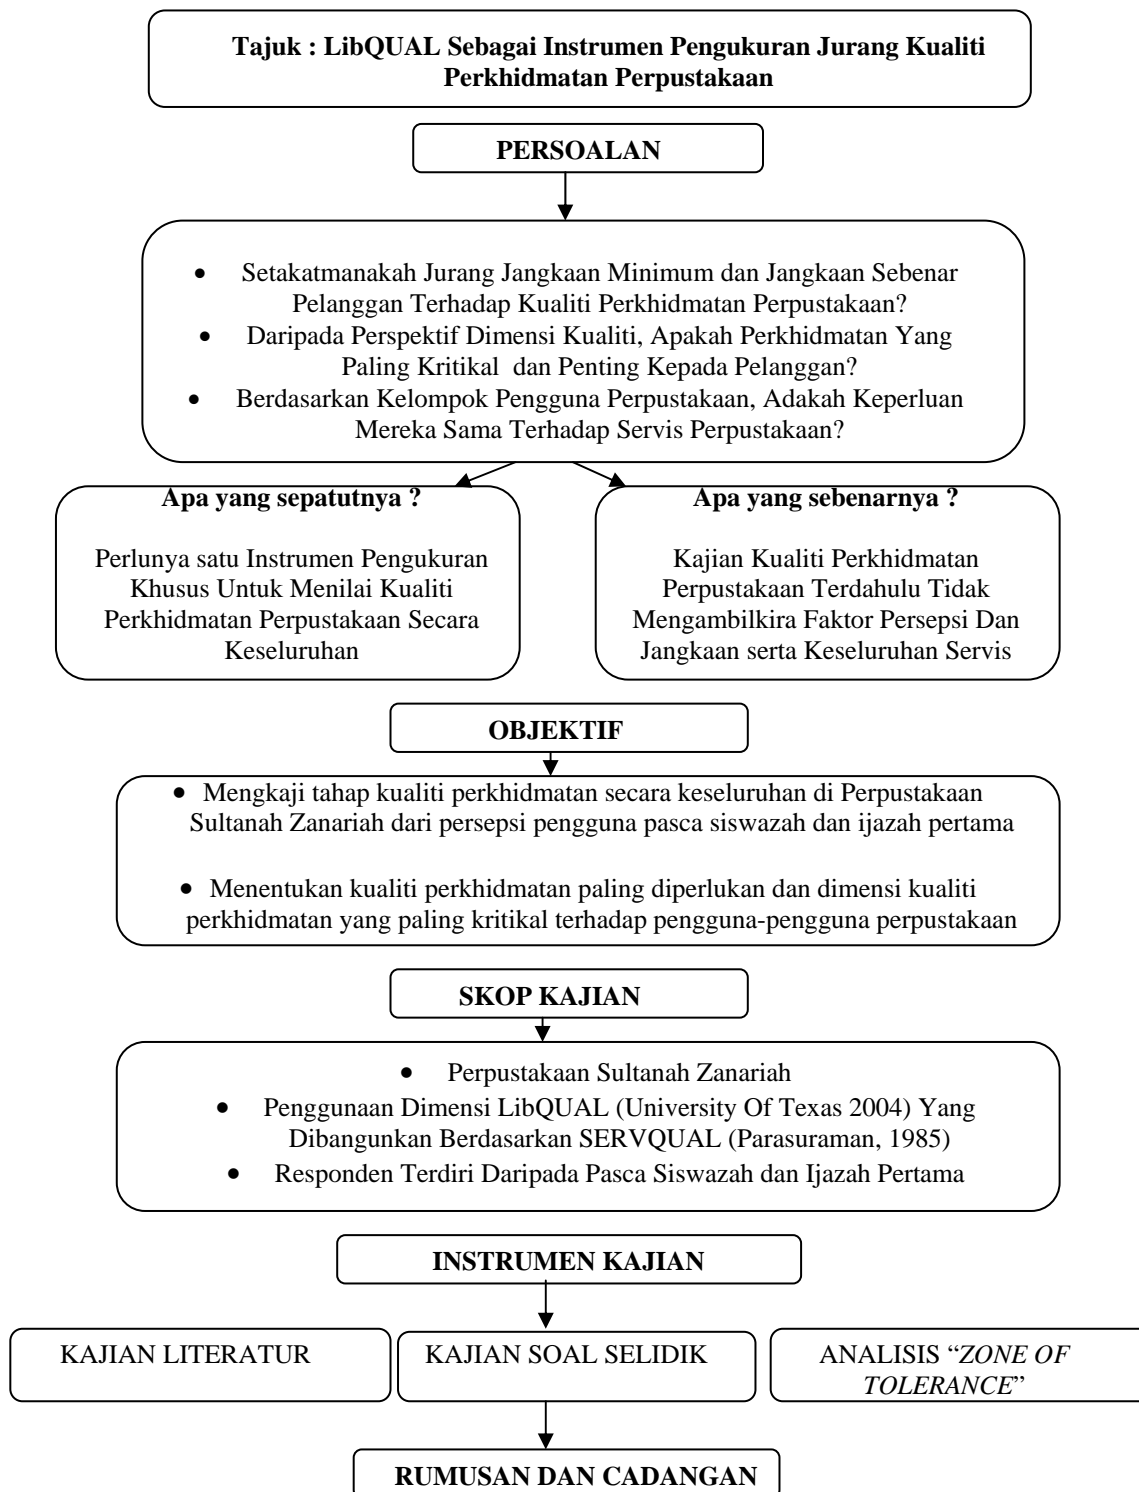 Tajuk : LibQUAL Sebagai Instrumen Pengukuran Jurang Kualiti
Perkhidmatan Perpustakaan
PERSOALAN
• Setakatmanakah Jurang Jangkaan Minimum dan Jangkaan Sebenar
Pelanggan Terhadap Kualiti Perkhidmatan Perpustakaan?
• Daripada Perspektif Dimensi Kualiti, Apakah Perkhidmatan Yang
Paling Kritikal dan Penting Kepada Pelanggan?
• Berdasarkan Kelompok Pengguna Perpustakaan, Adakah Keperluan
Mereka Sama Terhadap Servis Perpustakaan?
Apa yang sepatutnya ?
Perlunya satu Instrumen Pengukuran
Khusus Untuk Menilai Kualiti
Perkhidmatan Perpustakaan Secara
Keseluruhan
Apa yang sebenarnya ?
Kajian Kualiti Perkhidmatan
Perpustakaan Terdahulu Tidak
Mengambilkira Faktor Persepsi Dan
Jangkaan serta Keseluruhan Servis
OBJEKTIF
• Mengkaji tahap kualiti perkhidmatan secara keseluruhan di Perpustakaan
Sultanah Zanariah dari persepsi pengguna pasca siswazah dan ijazah pertama
• Menentukan kualiti perkhidmatan paling diperlukan dan dimensi kualiti
perkhidmatan yang paling kritikal terhadap pengguna-pengguna perpustakaan
SKOP KAJIAN
• Perpustakaan Sultanah Zanariah
• Penggunaan Dimensi LibQUAL (University Of Texas 2004) Yang
Dibangunkan Berdasarkan SERVQUAL (Parasuraman, 1985)
• Responden Terdiri Daripada Pasca Siswazah dan Ijazah Pertama
INSTRUMEN KAJIAN
KAJIAN LITERATUR
KAJIAN SOAL SELIDIK
ANALISIS “ZONE OF
TOLERANCE”
RUMUSAN DAN CADANGAN